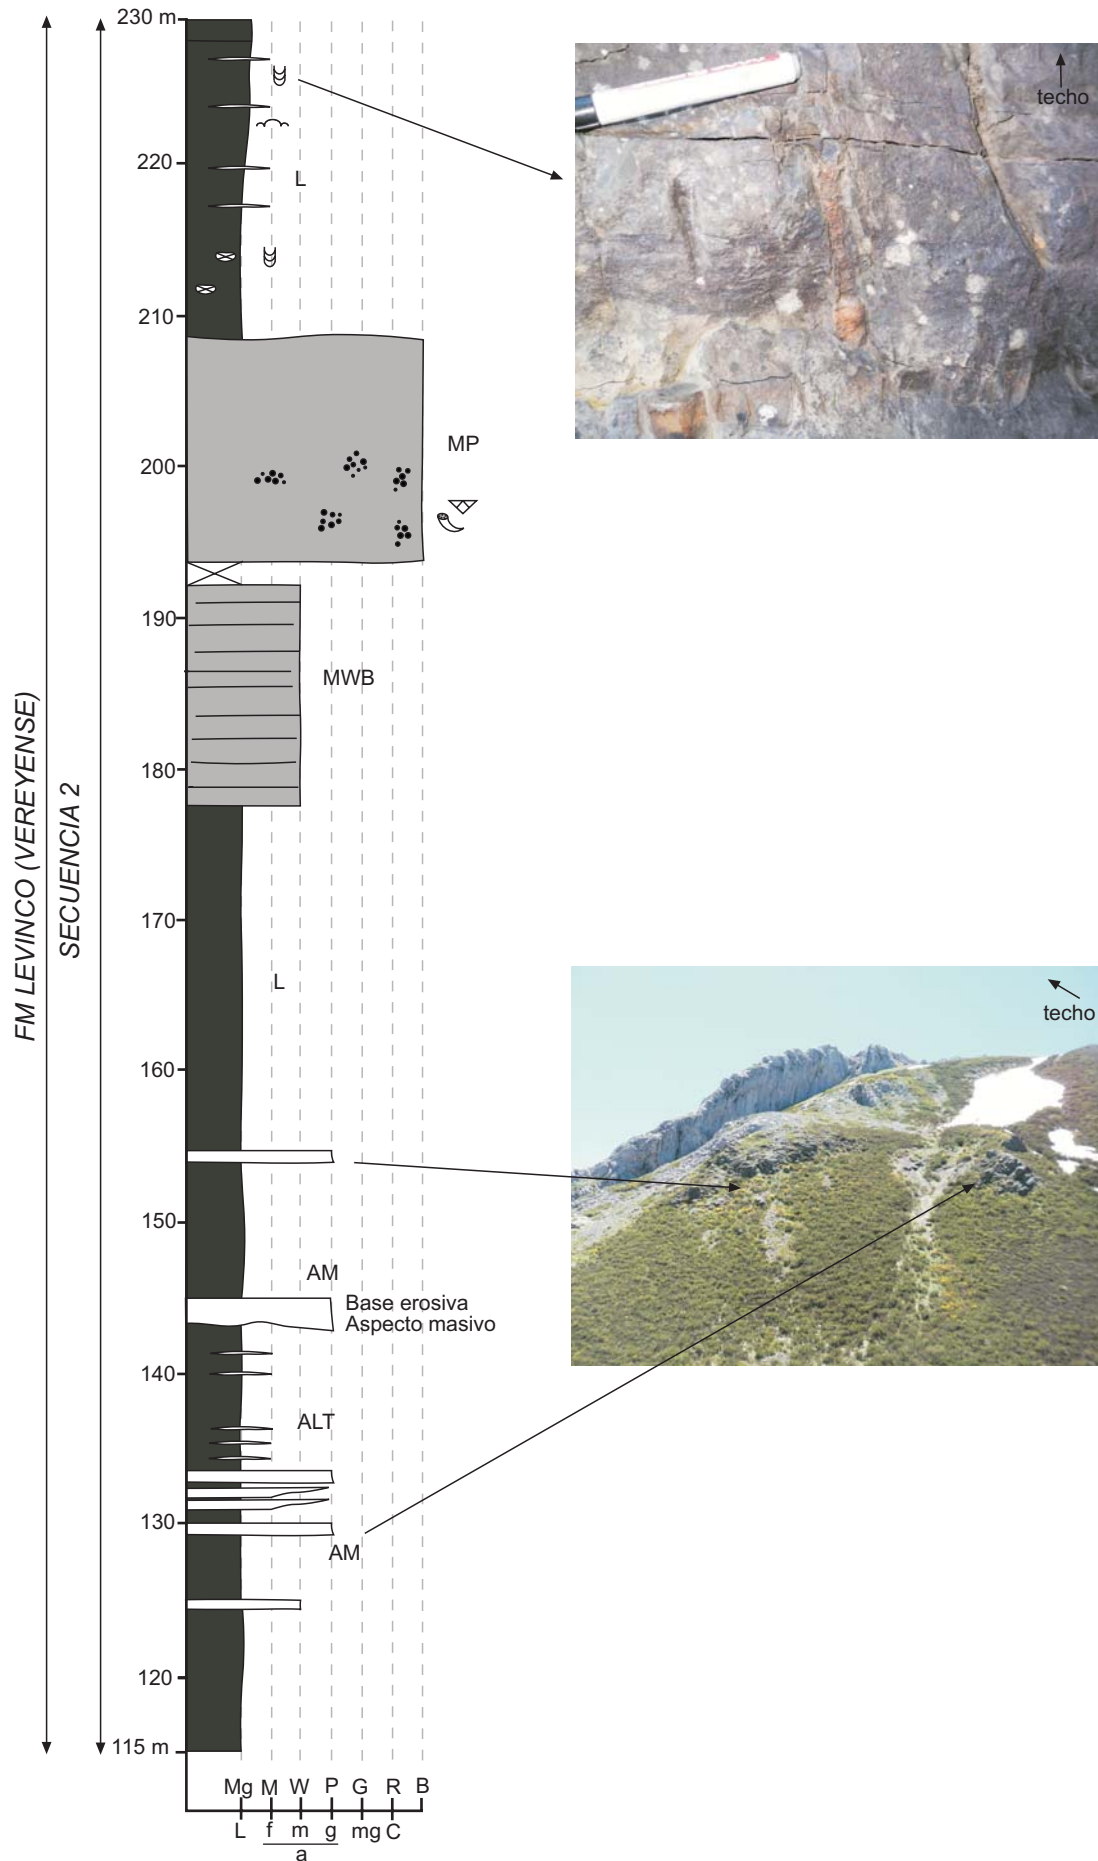 230 m
techo
220
L
210
MP
200
190
MWB
180
FM LEVINCO (VEREYENSE)
SECUENCIA 2
170
L
160
techo
150
AM
Base erosiva
Aspecto masivo
140
ALT
130
AM
120
115 m
Mg M W P G R B
L f m g mg C
a